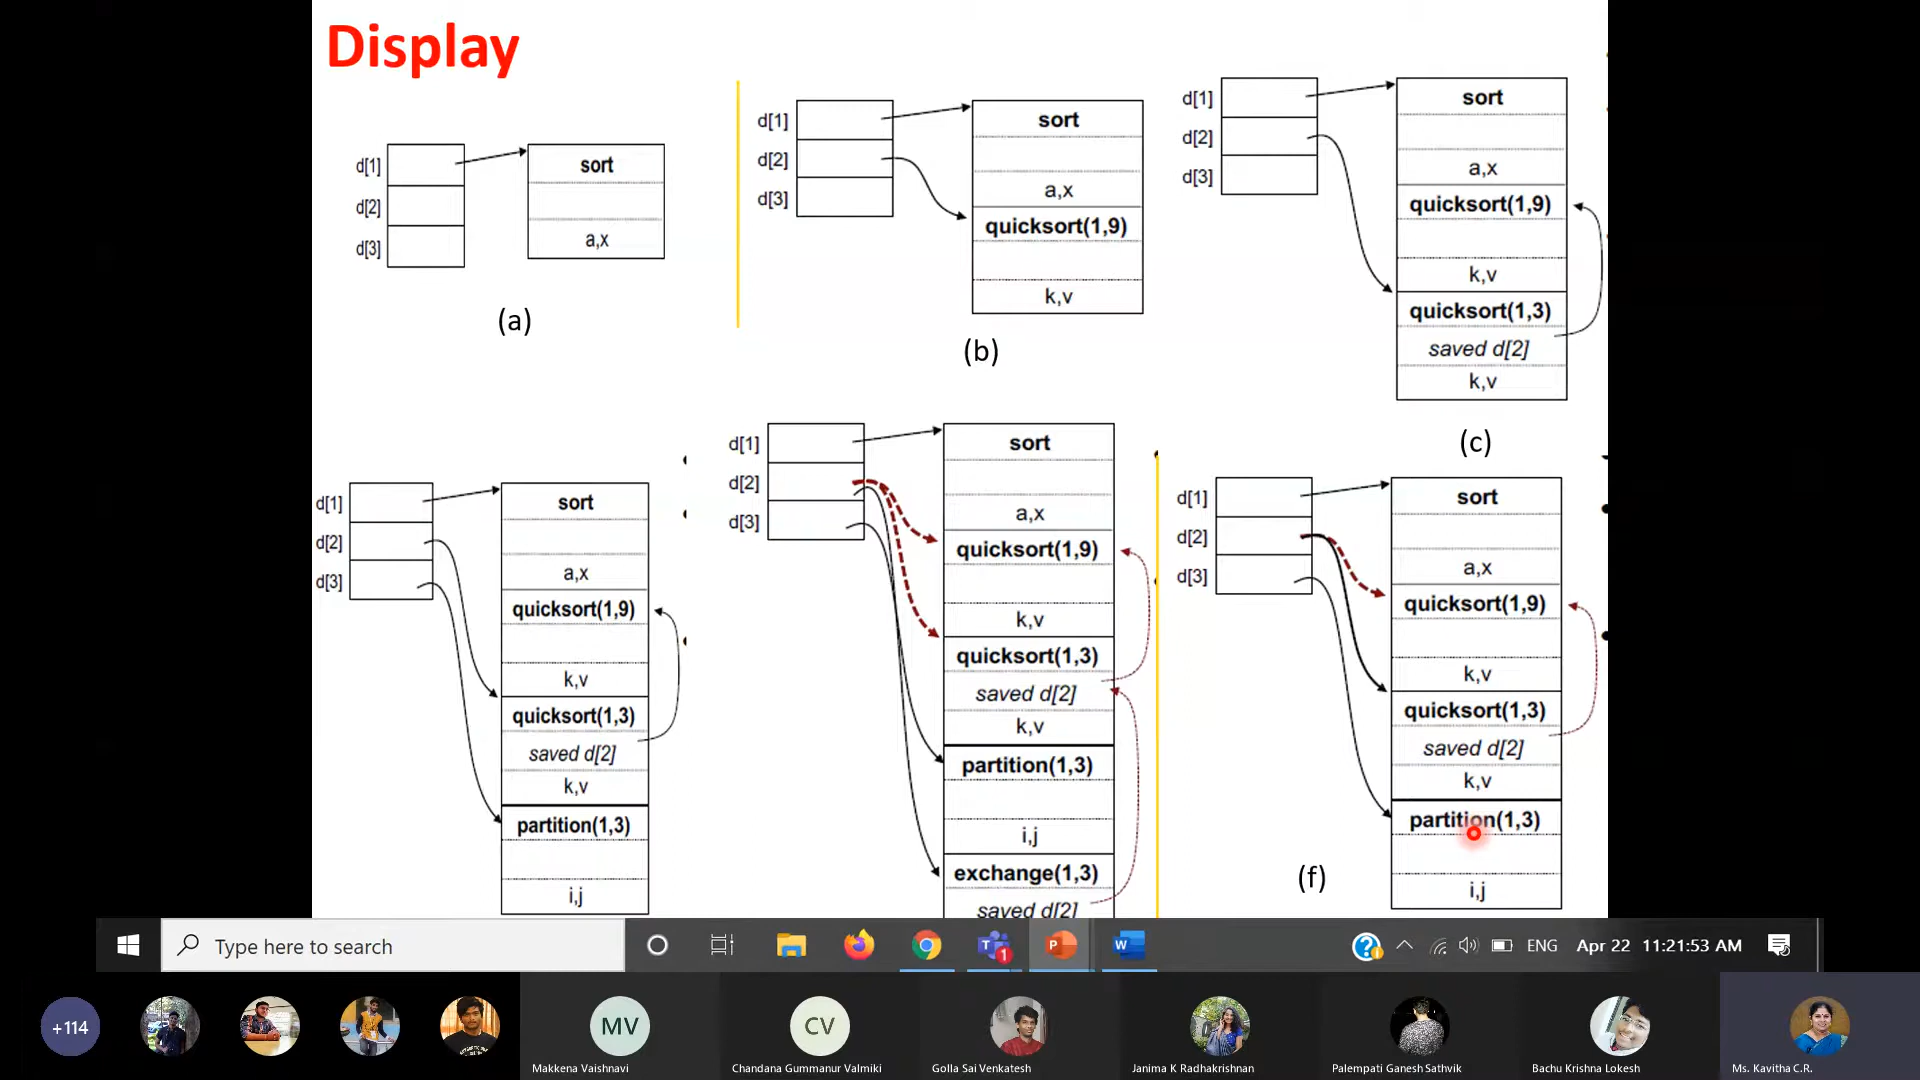 Display
d[1]
d[2]
d[3]
sort
a,x
(a)
d[1]
d[2]
d[3]
sort
a,x
quicksort(1,9)
k,v
(b)
d[1]
d[2]
d[3]
sort
a,x
quicksort(1,9)
k,v
quicksort(1,3)
saved d[2]
k,v
(c)
d[1]
d[2]
d[3]
sort
a,x
quicksort(1,9)
k,v
quicksort(1,3)
saved d[2]
k,v
partition(1,3)
i,j
d[1]
d[2]
d[3]
sort
a,x
quicksort(1,9)
k,v
quicksort(1,3)
saved d[2]
k,v
partition(1,3)
i,j
exchange(1,3)
saved d[2]
d[1]
d[2]
d[3]
sort
a,x
quicksort(1,9)
k,v
quicksort(1,3)
saved d[2]
k,v
partition(1,3)
i,j
(f)
Type here to search
T
1
P
W
?
ENG
Apr 22 11:21:53 AM
+114
MV
CV
Makkena Vaishnavi
Chandana Gummanur Valmiki
Golla Sai Venkatesh
Janima K Radhakrishnan
Palempati Ganesh Sathvik
Bachu Krishna Lokesh
Ms. Kavitha C.R.